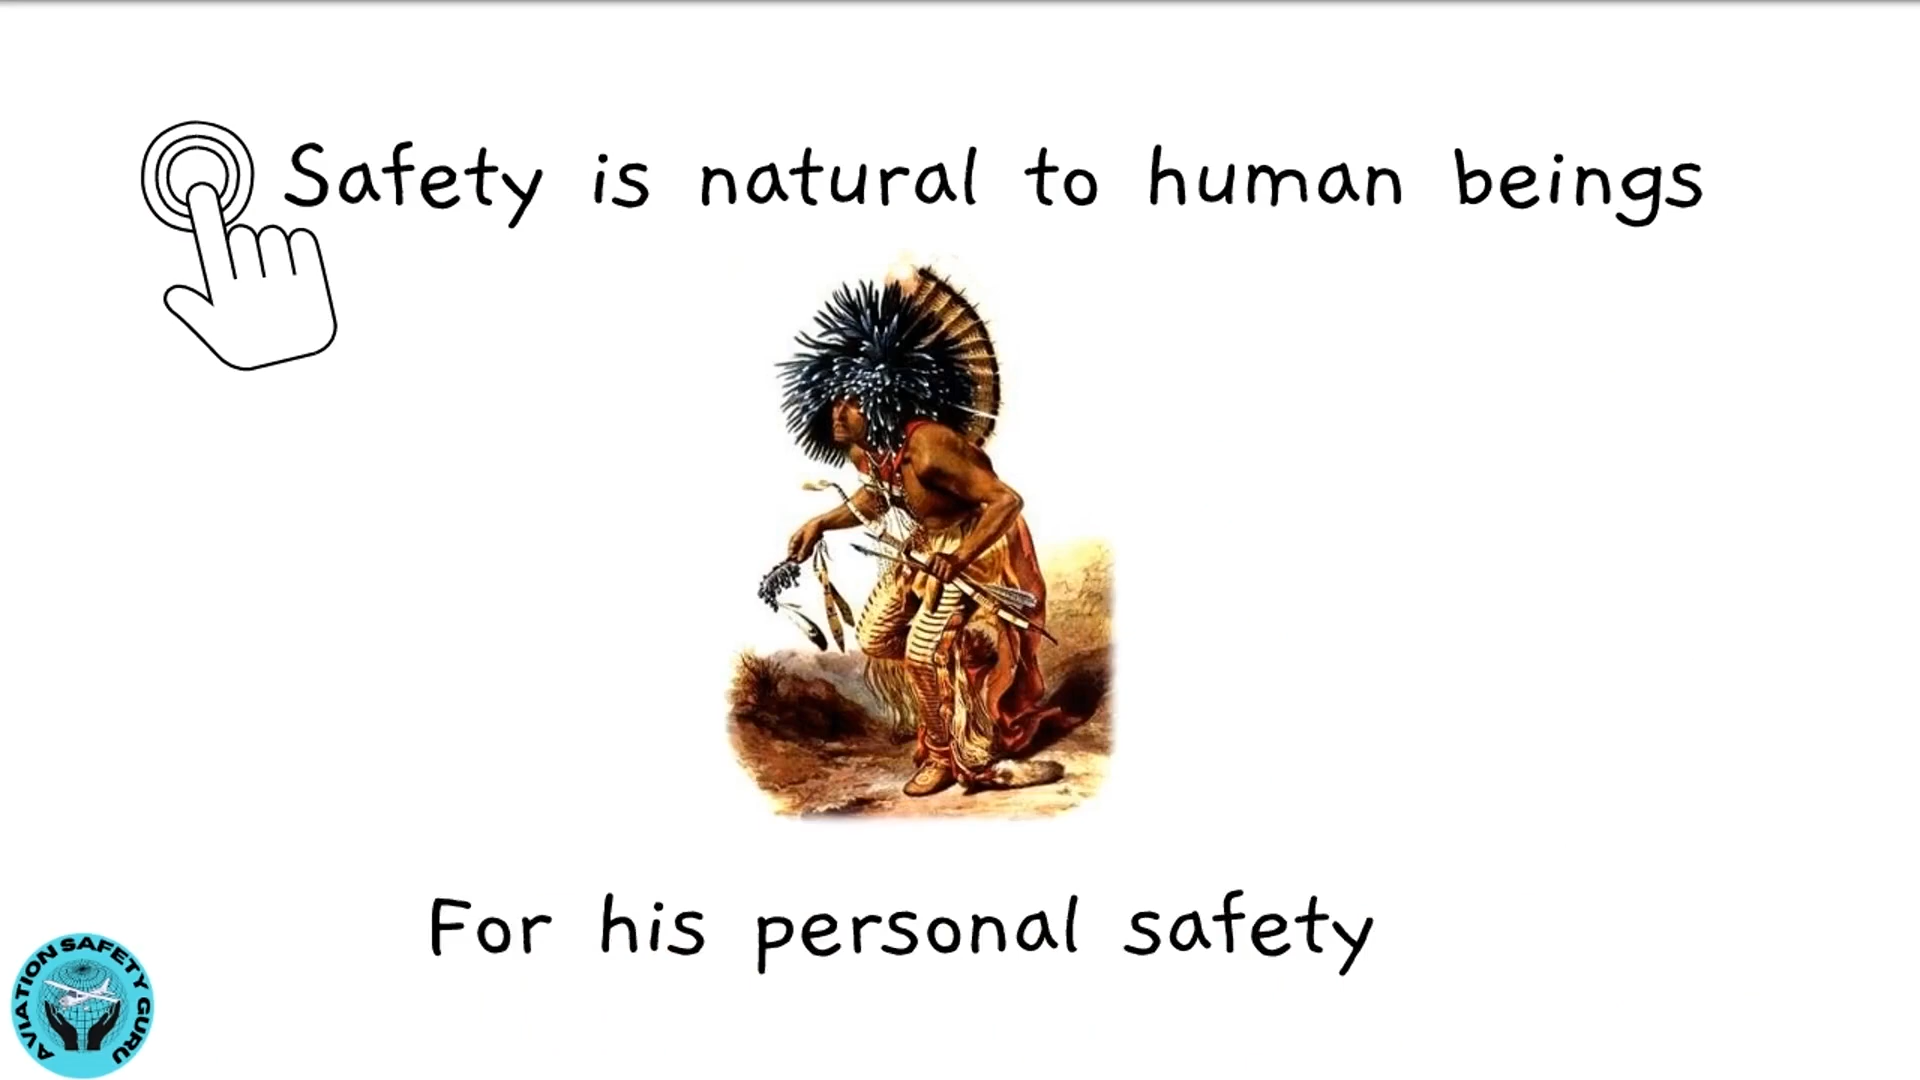 Safety is natural to human beings
For his personal safety
AVIATION SAFETY GURU